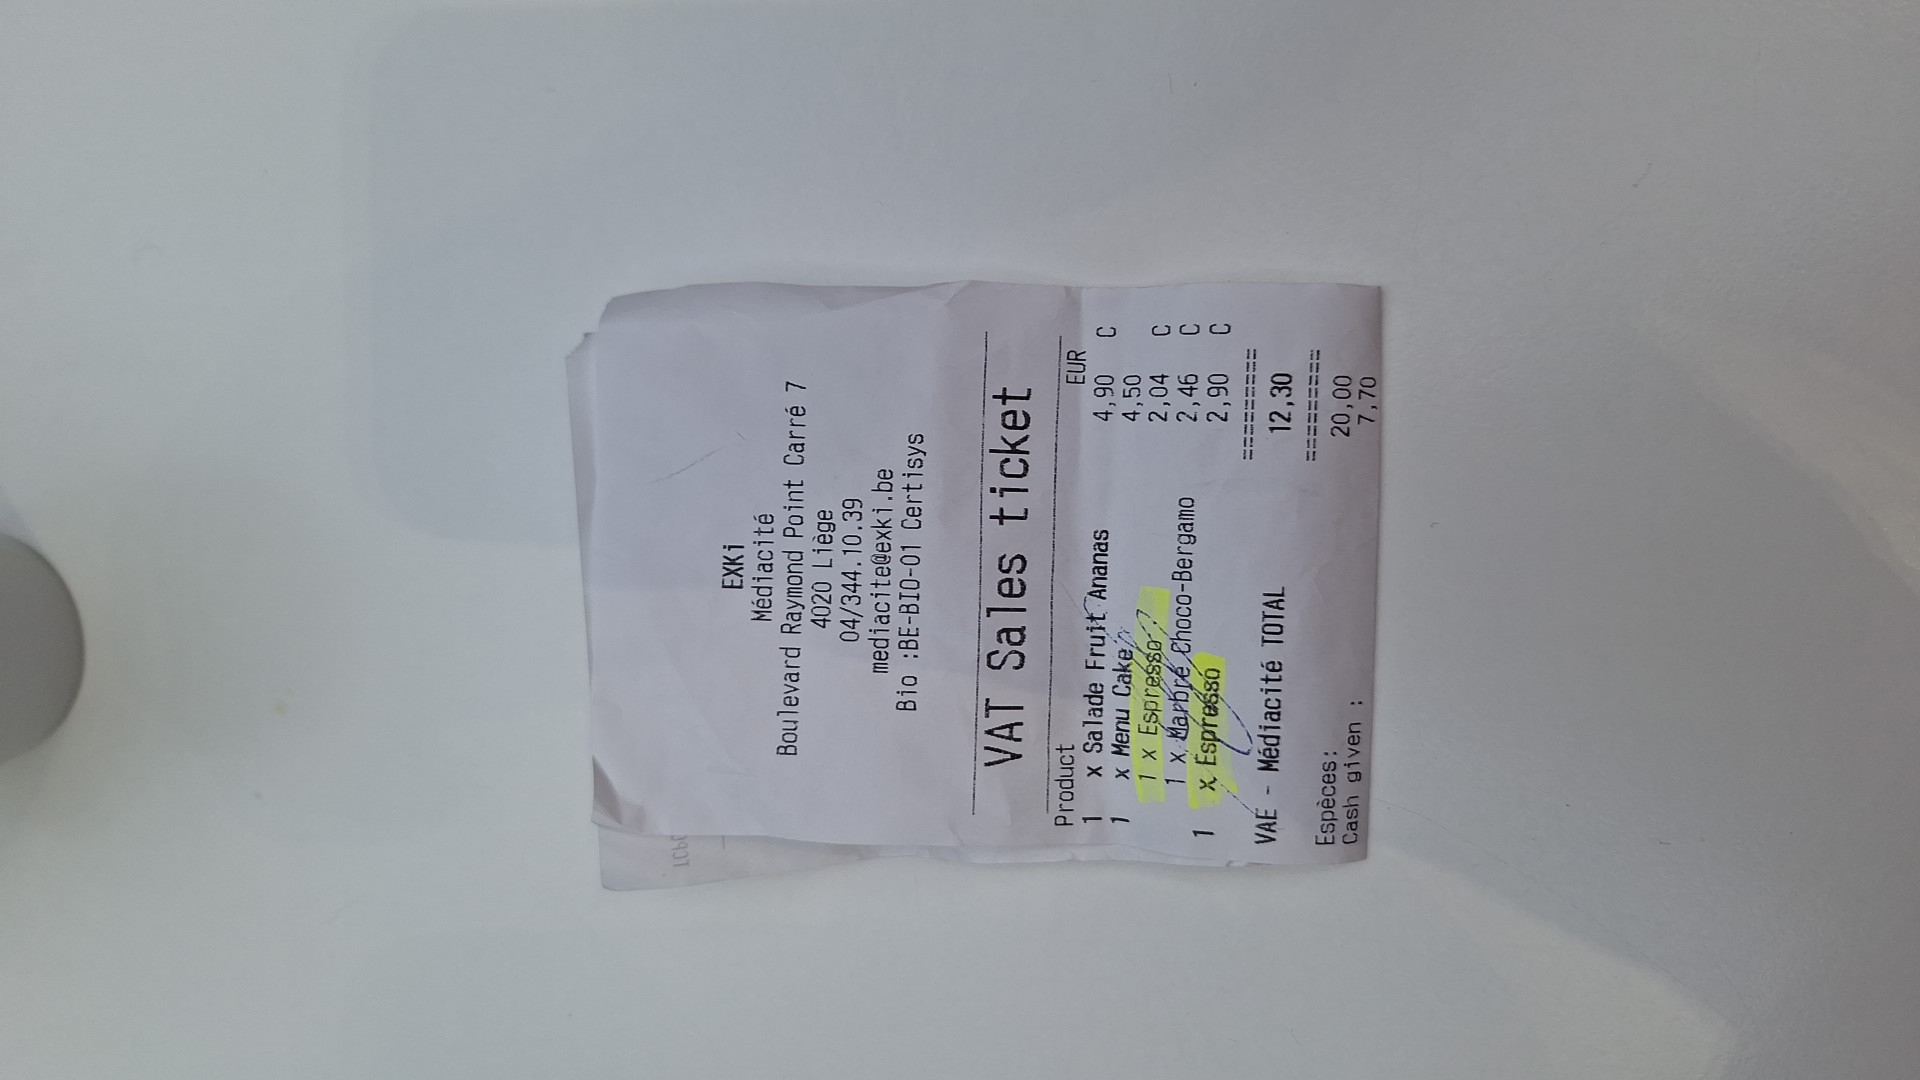 EXKi
Médiacité
Boulevard Raymond Point Carré 7
4020 Liège
04/344.10.39
mediacite@exki.be
Bio :BE-BIO-01 Certisys
VAT Sales ticket
Product EUR
1 x Salade Fruit Ananas 4,90 C
1 x Menu Cake 4,50
1 x Espresso 2,04 C
1 x Marbré Choco-Bergamo 2,46 C
1 x Espresso 2,90 C
=========
VAE - Médiacité TOTAL 12,30
=========
Espèces: 20,00
Cash given : 7,70